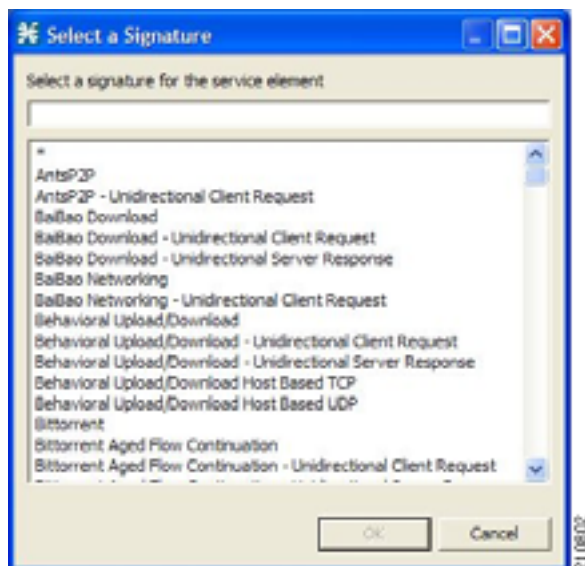 Select a Signature
Select a signature for the service element
*
AntsP2P
AntsP2P - Unidirectional Client Request
BaiBao Download
BaiBao Download - Unidirectional Client Request
BaiBao Download - Unidirectional Server Response
BaiBao Networking
BaiBao Networking - Unidirectional Client Request
Behavioral Upload/Download
Behavioral Upload/Download - Unidirectional Client Request
Behavioral Upload/Download - Unidirectional Server Response
Behavioral Upload/Download Host Based TCP
Behavioral Upload/Download Host Based UDP
Bittorrent
Bittorrent Aged Flow Continuation
Bittorrent Aged Flow Continuation - Unidirectional Client Request
OK
Cancel